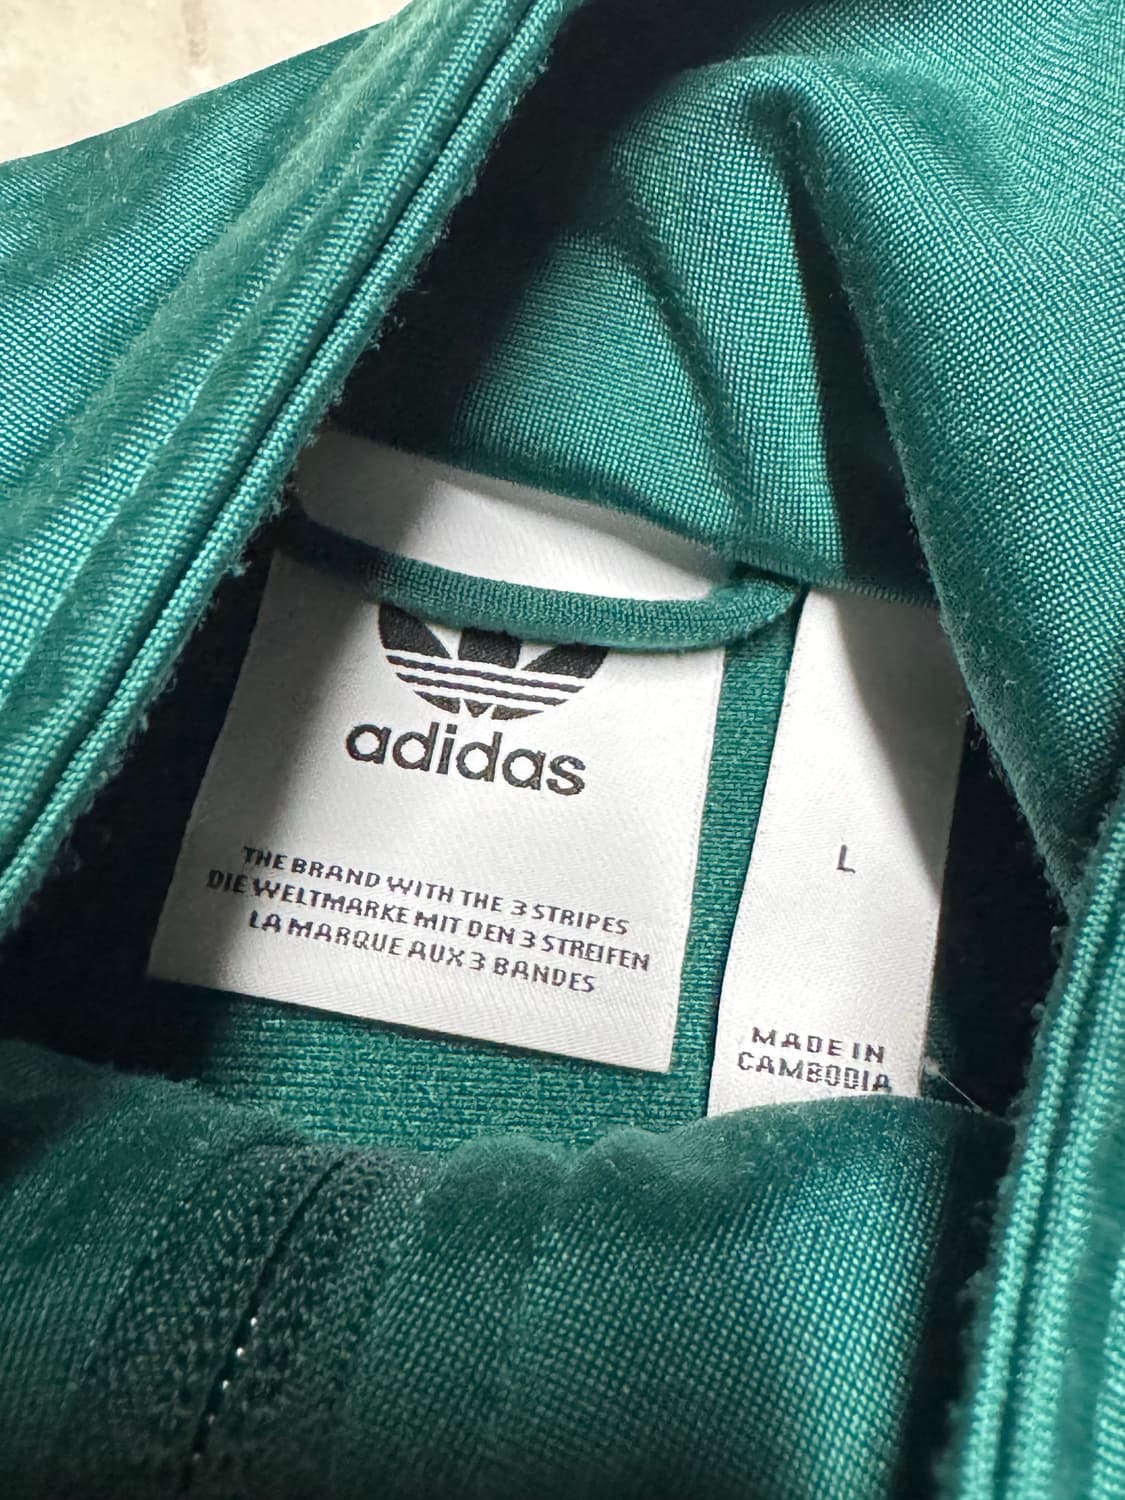 adidas
THE BRAND WITH THE 3 STRIPES
DIE WELTMARKE MIT DEN 3 STREIFEN
LA MARQUE AUX 3 BANDES
L
MADE IN
CAMBODIA